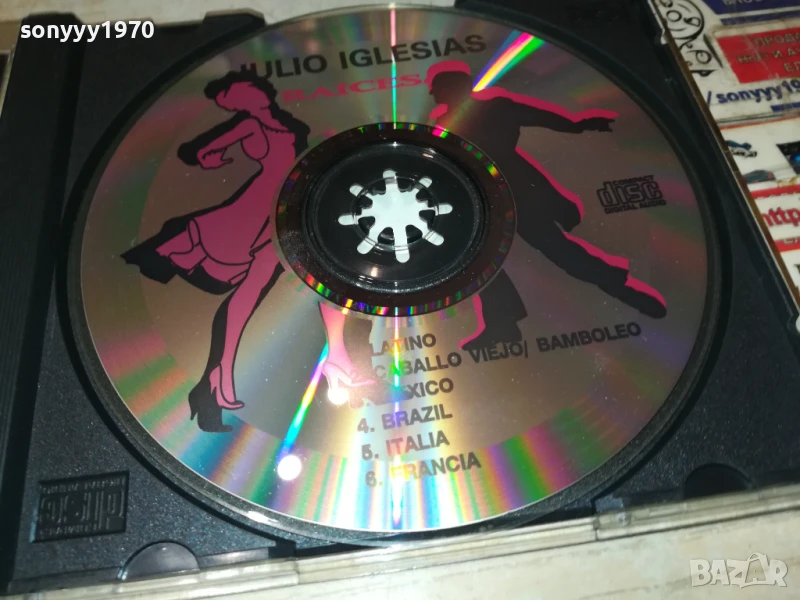 sonyyy1970
JULIO IGLESIAS
RAICES
COMPACT
disc
DIGITAL AUDIO
LATINO
CABALLO VIEJO/ BAMBOLEO
4. BRAZIL
5. ITALIA
6. FRANCIA
/sonyyy19
http
BAZAR